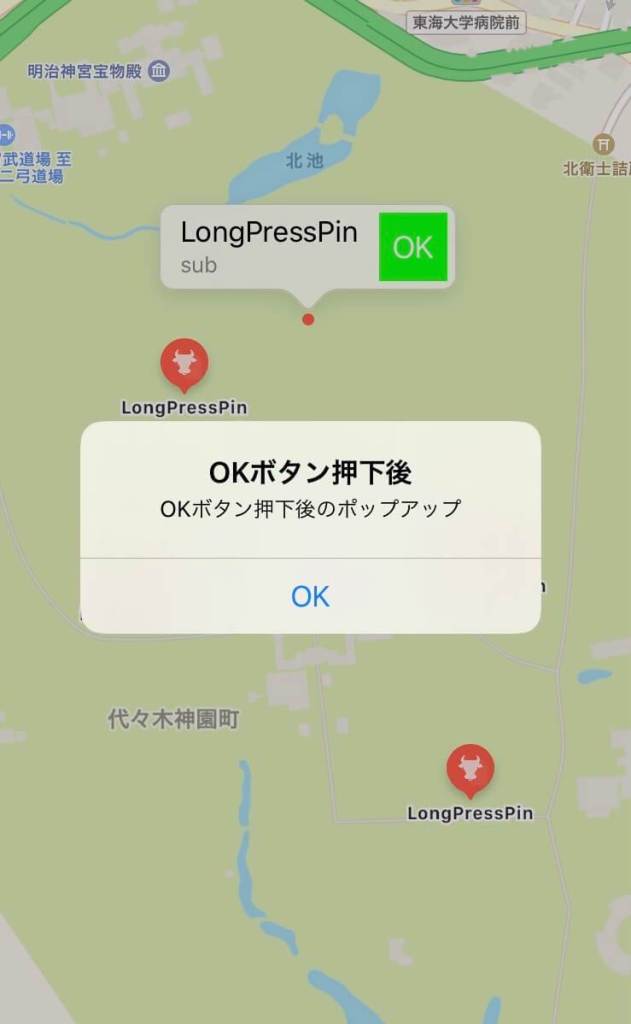 東海大学病院前
明治神宮宝物殿
武道場 至
二弓道場
北池
北衛士詰
LongPressPin
sub
OK
LongPressPin
OKボタン押下後
OKボタン押下後のポップアップ
OK
代々木神園町
LongPressPin